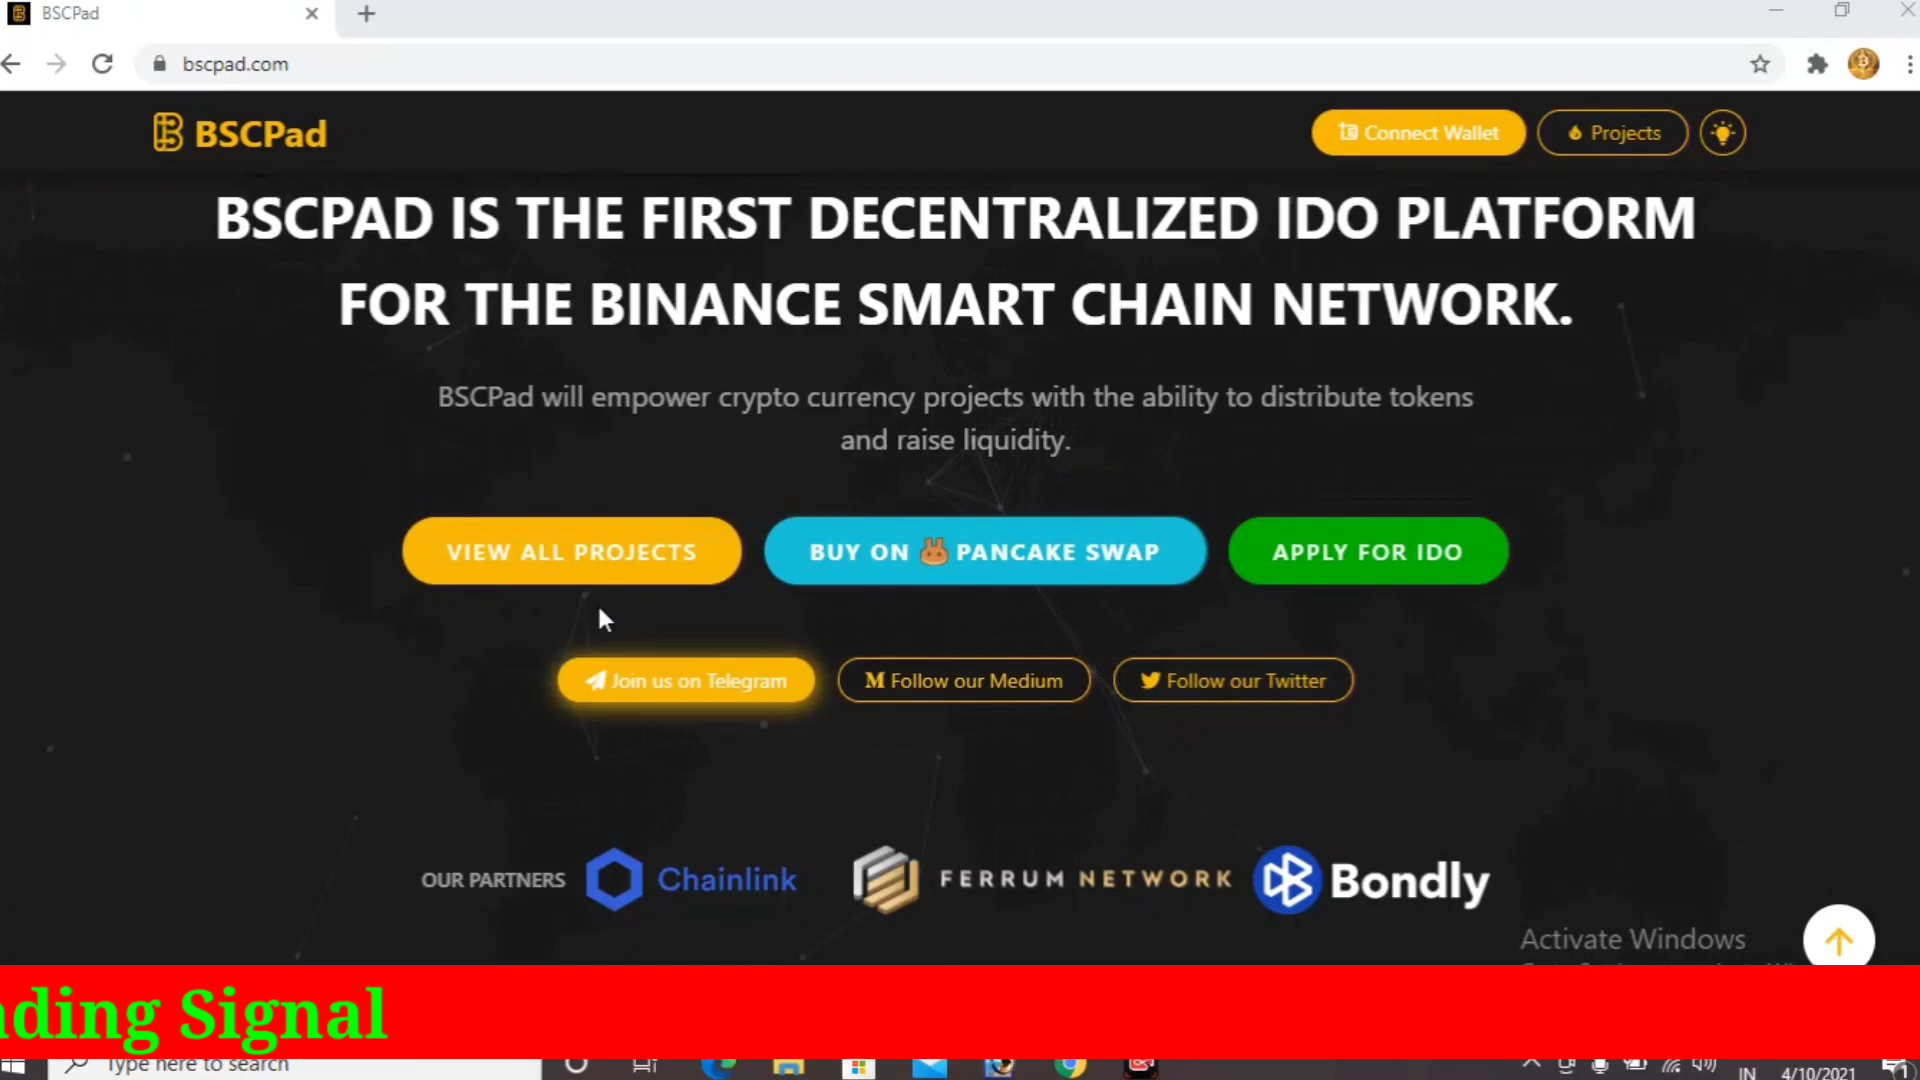 BSCPad
bscpad.com
BSCPad
Connect Wallet
Projects
BSCPAD IS THE FIRST DECENTRALIZED IDO PLATFORM
FOR THE BINANCE SMART CHAIN NETWORK.
BSCPad will empower crypto currency projects with the ability to distribute tokens
and raise liquidity.
VIEW ALL PROJECTS
BUY ON PANCAKE SWAP
APPLY FOR IDO
Join us on Telegram
Follow our Medium
Follow our Twitter
OUR PARTNERS
Chainlink
FERRUM NETWORK
Bondly
Activate Windows
Signal
Type here to search
IN
4/10/2021
1